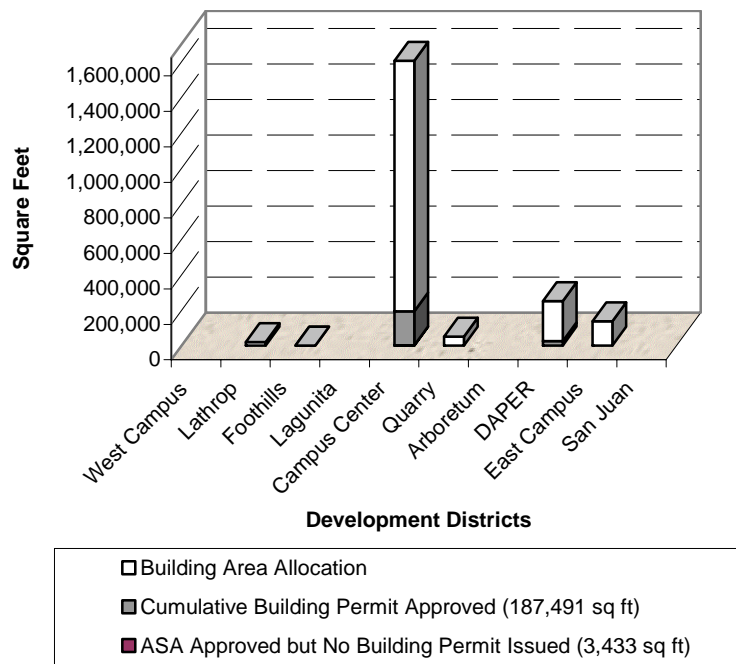 1,600,000
1,400,000
1,200,000
1,000,000
800,000
600,000
400,000
200,000
0
Square Feet
West Campus
Lathrop
Foothills
Lagunita
Campus Center
Quarry
Arboretum
DAPER
East Campus
San Juan
Development Districts
Building Area Allocation
Cumulative Building Permit Approved (187,491 sq ft)
ASA Approved but No Building Permit Issued (3,433 sq ft)